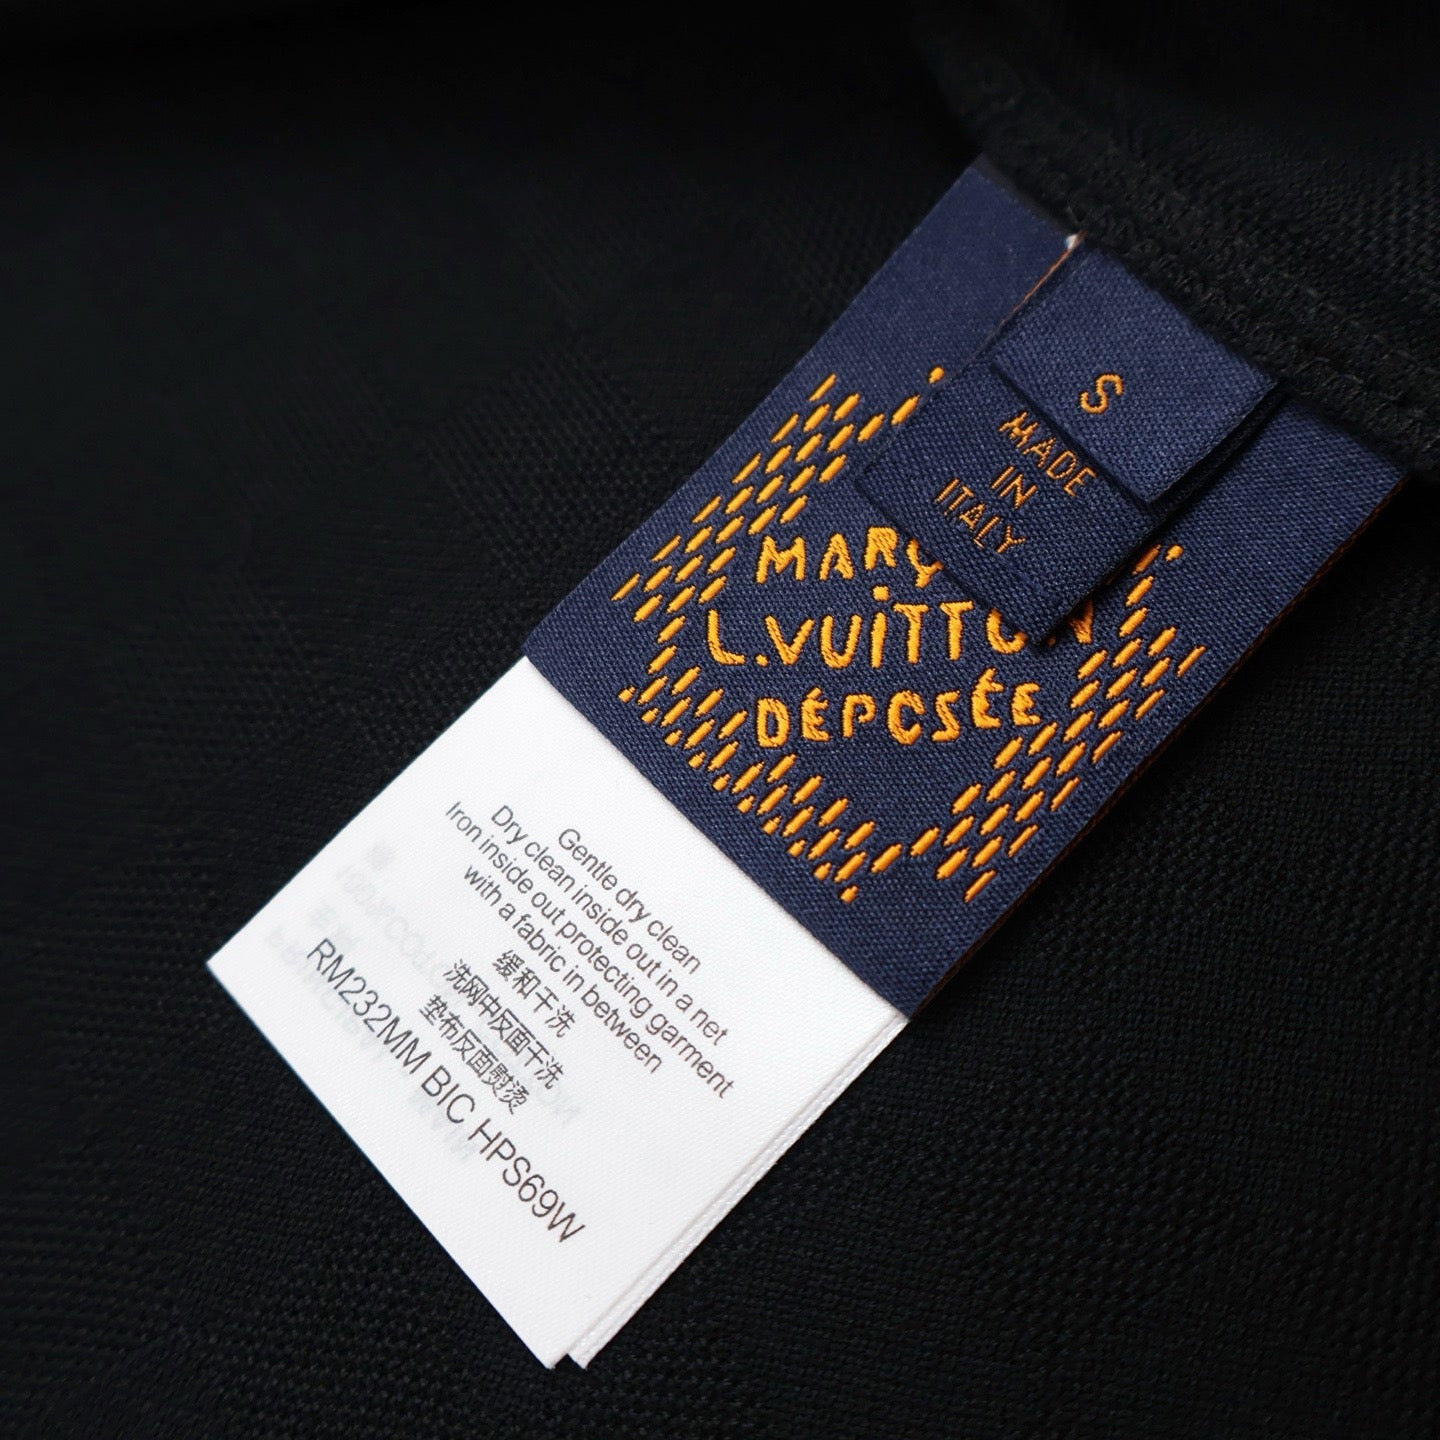 S
MADE
IN
ITALY
MARY
L.VUITTON
DÉPOSÉE
Gentle dry clean
Dry clean inside out in a net
Iron inside out protecting garment
with a fabric in between
缓和干洗
洗网中反面干洗
垫布反面熨烫
RM232MM BIC HPS69W